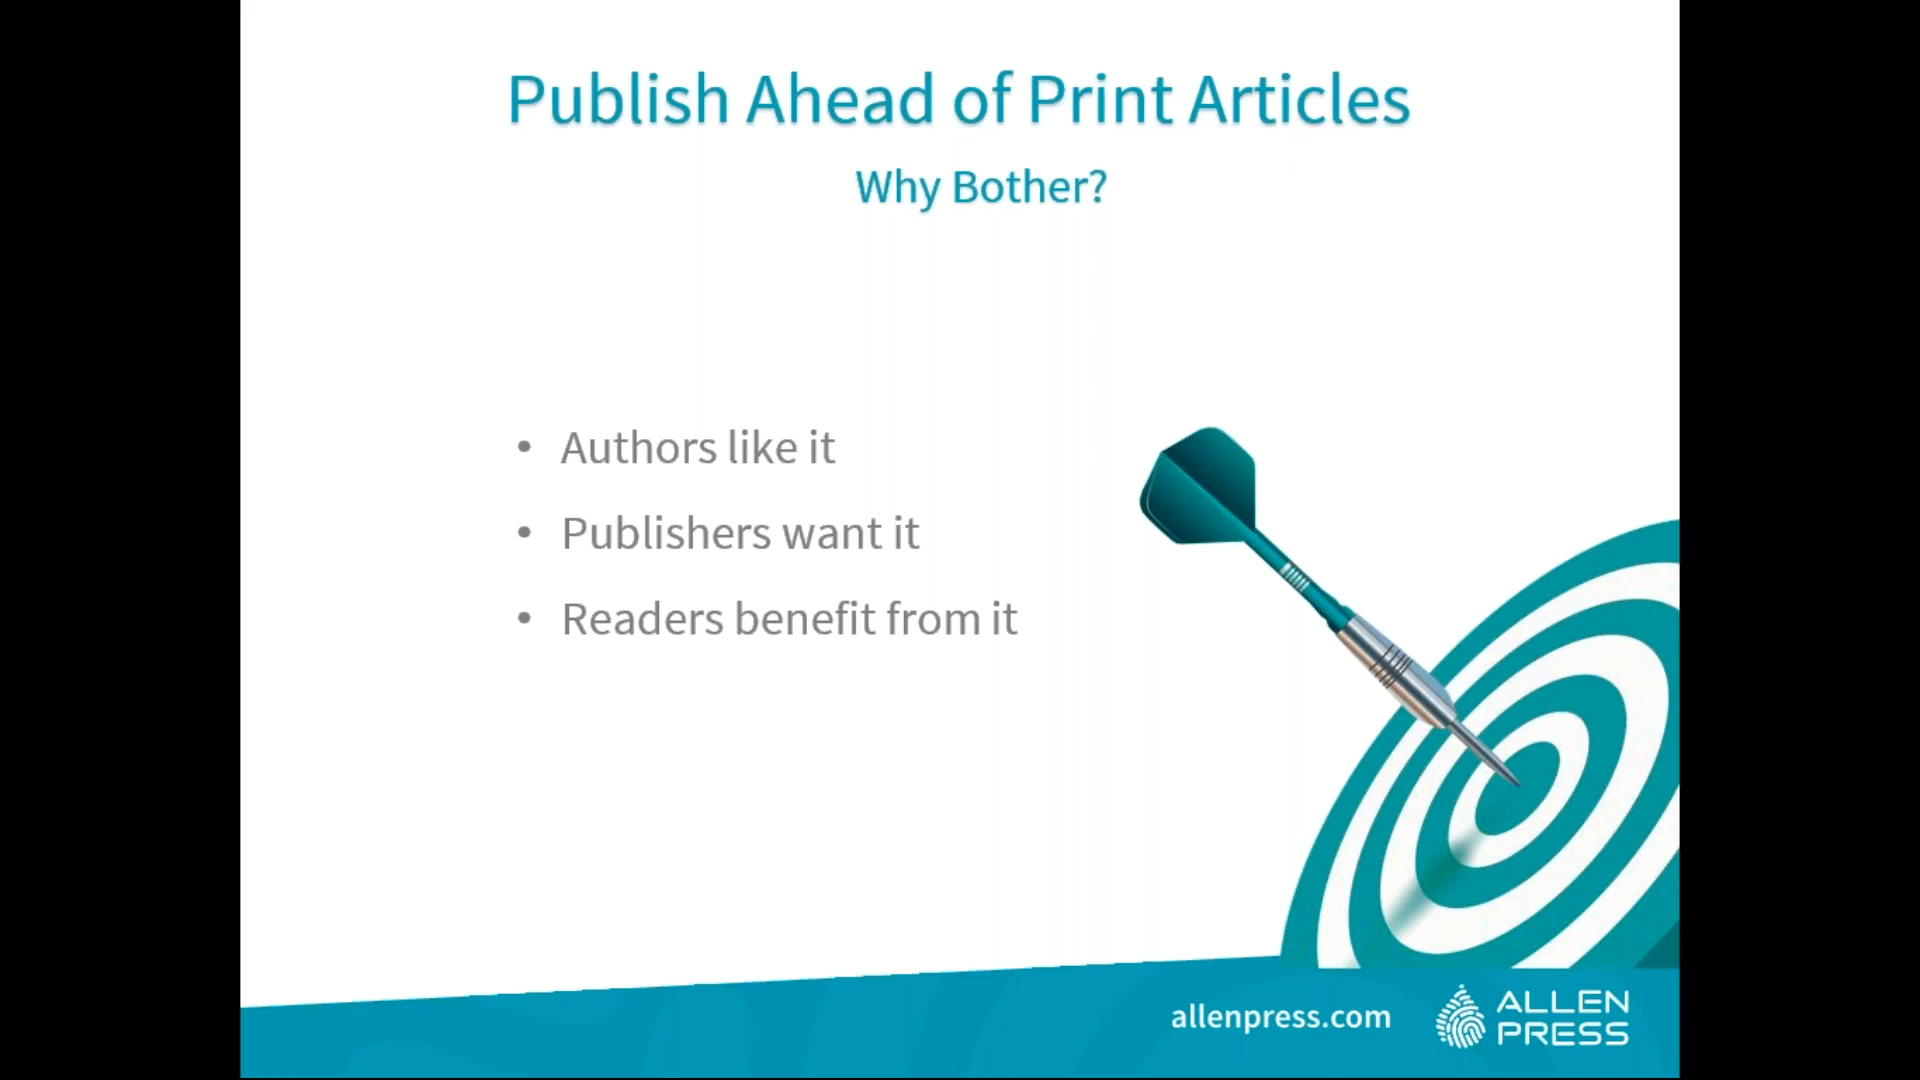 Publish Ahead of Print Articles
Why Bother?
• Authors like it
• Publishers want it
• Readers benefit from it
allenpress.com
ALLEN
PRESS